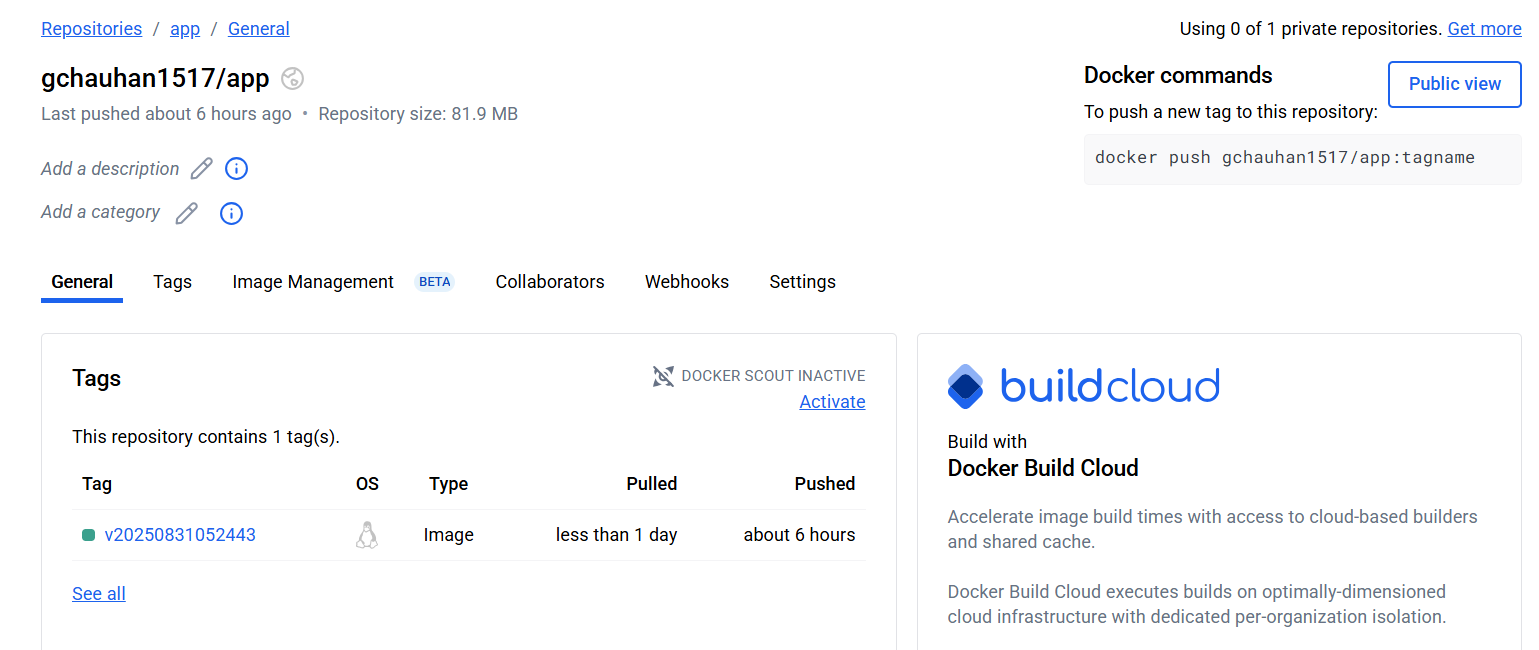 Repositories / app / General
Using 0 of 1 private repositories. Get more
gchauhan1517/app
Last pushed about 6 hours ago • Repository size: 81.9 MB
Docker commands
Public view
To push a new tag to this repository:
docker push gchauhan1517/app:tagname
Add a description
Add a category
General Tags Image Management BETA Collaborators Webhooks Settings
Tags
DOCKER SCOUT INACTIVE
Activate
This repository contains 1 tag(s).
Tag OS Type Pulled Pushed
v20250831052443 Image less than 1 day about 6 hours
See all
buildcloud
Build with
Docker Build Cloud
Accelerate image build times with access to cloud-based builders
and shared cache.
Docker Build Cloud executes builds on optimally-dimensioned
cloud infrastructure with dedicated per-organization isolation.